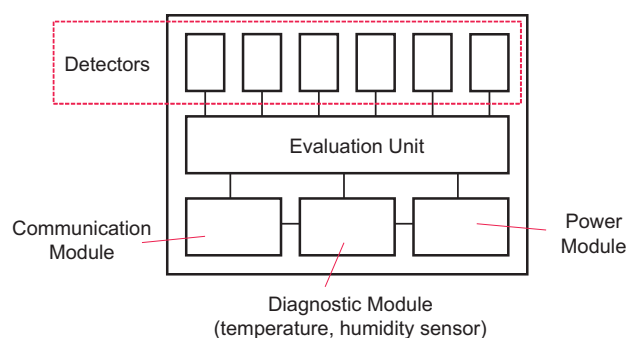 Detectors
Evaluation Unit
Communication
Module
Power
Module
Diagnostic Module
(temperature, humidity sensor)